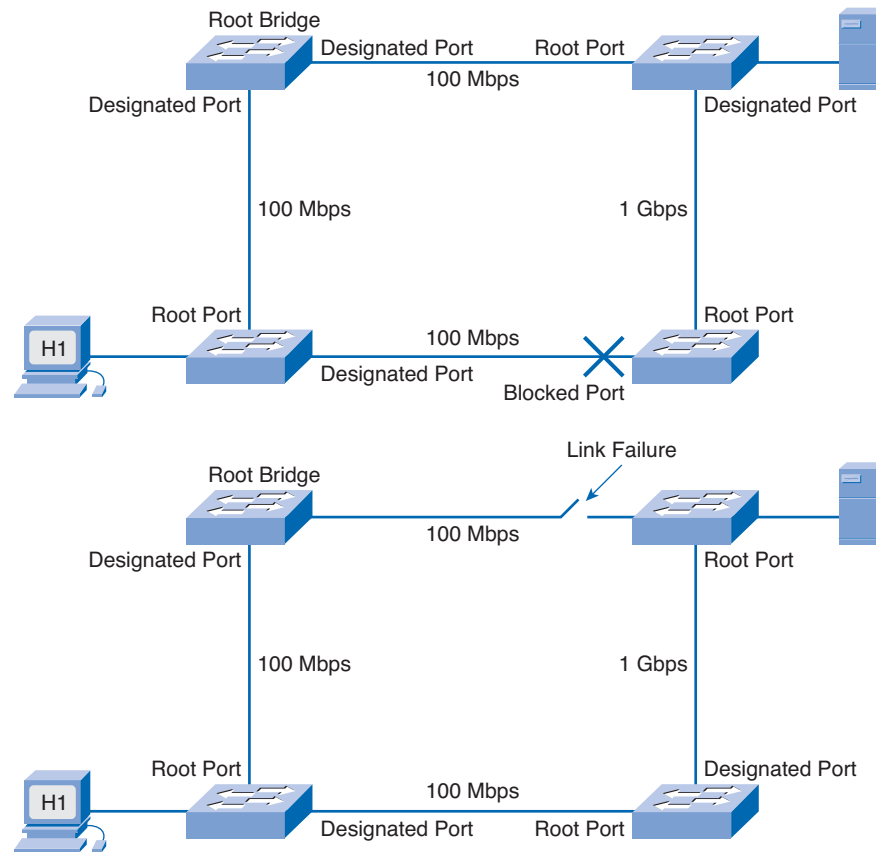 Root Bridge
Designated Port
Root Port
100 Mbps
Designated Port
Designated Port
100 Mbps
1 Gbps
Root Port
Root Port
H1
100 Mbps
Designated Port
Blocked Port
Link Failure
Root Bridge
100 Mbps
Designated Port
Root Port
100 Mbps
1 Gbps
Root Port
Designated Port
H1
100 Mbps
Designated Port
Root Port